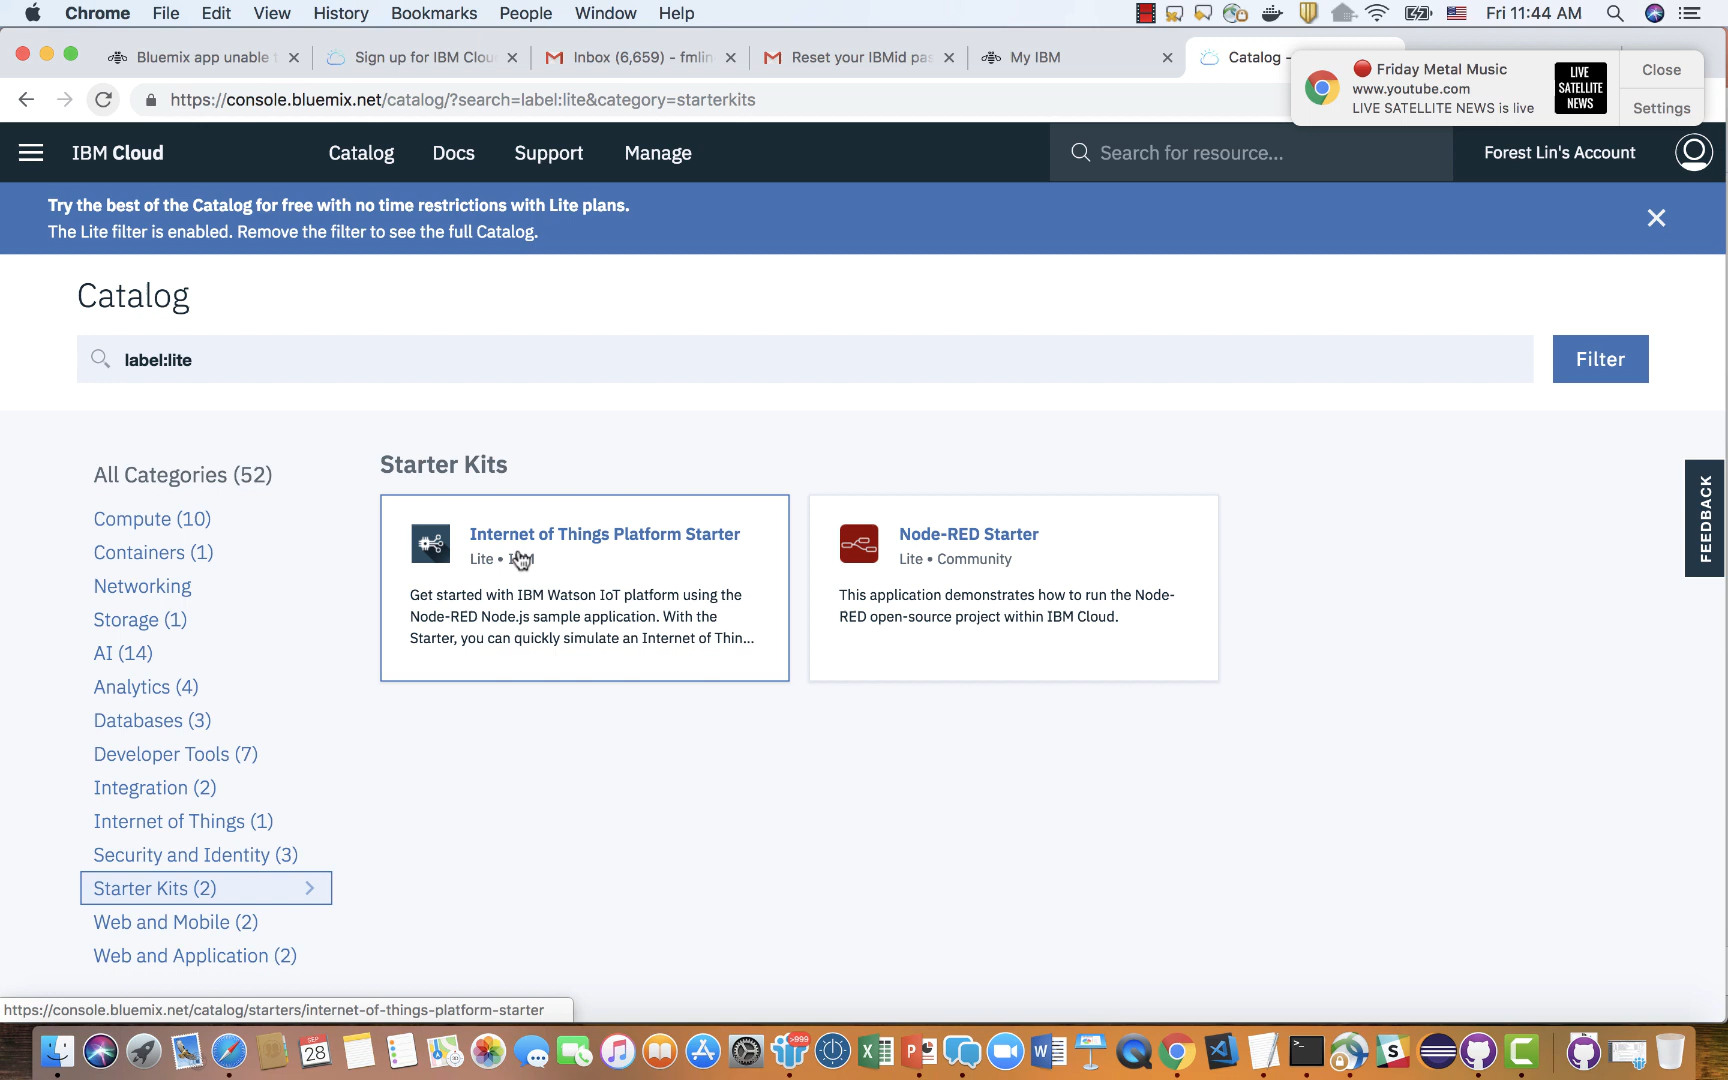 Chrome File Edit View History Bookmarks People Window Help
Fri 11:44 AM
Bluemix app unable
Sign up for IBM Clou
Inbox (6,659) - fmlin
Reset your IBMid pas
My IBM
Catalog -
https://console.bluemix.net/catalog/?search=label:lite&category=starterkits
Friday Metal Music
www.youtube.com
LIVE SATELLITE NEWS is live
LIVE
SATELLITE
NEWS
Close
Settings
IBM Cloud
Catalog Docs Support Manage
Search for resource...
Forest Lin's Account
Try the best of the Catalog for free with no time restrictions with Lite plans.
The Lite filter is enabled. Remove the filter to see the full Catalog.
Catalog
label:lite
Filter
All Categories (52)
Compute (10)
Containers (1)
Networking
Storage (1)
AI (14)
Analytics (4)
Databases (3)
Developer Tools (7)
Integration (2)
Internet of Things (1)
Security and Identity (3)
Starter Kits (2)
Web and Mobile (2)
Web and Application (2)
Starter Kits
Internet of Things Platform Starter
Lite •
Get started with IBM Watson IoT platform using the
Node-RED Node.js sample application. With the
Starter, you can quickly simulate an Internet of Thin...
Node-RED Starter
Lite • Community
This application demonstrates how to run the Node-
RED open-source project within IBM Cloud.
FEEDBACK
https://console.bluemix.net/catalog/starters/internet-of-things-platform-starter
SEP
28
>999